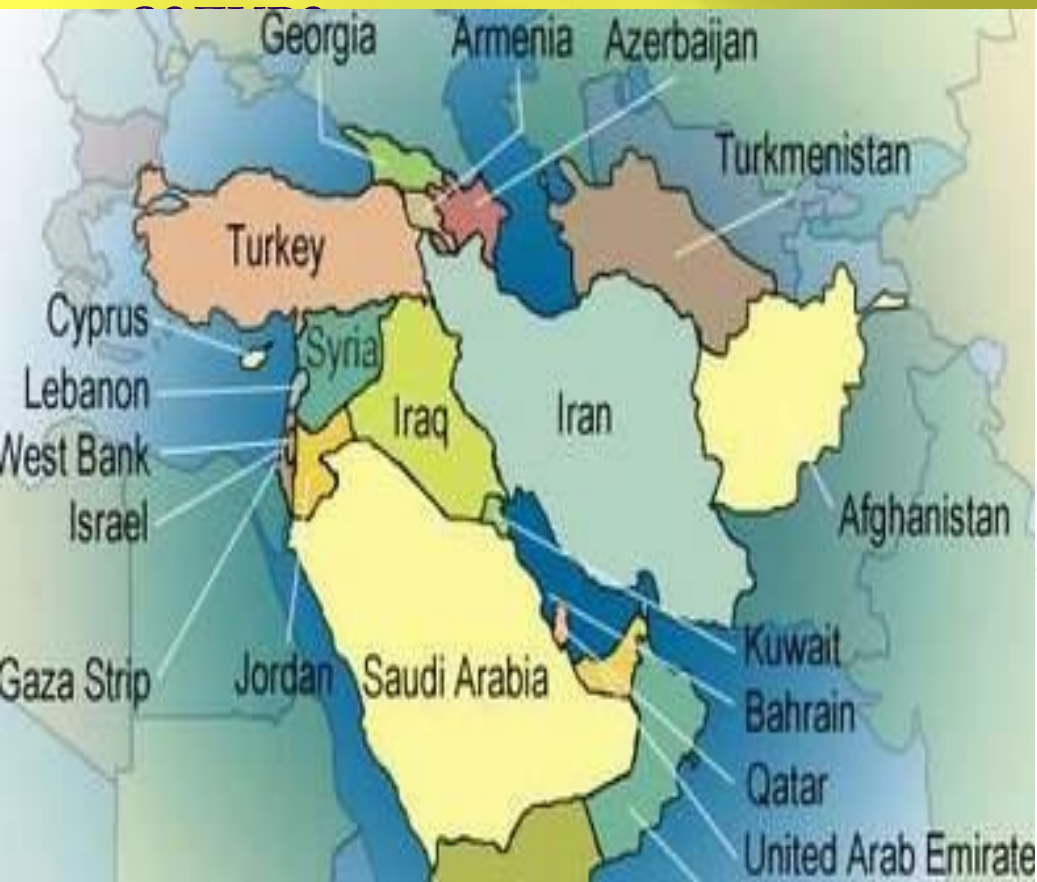 Georgia Armenia Azerbaijan
Turkmenistan
Turkey
Cyprus
Syria
Lebanon
Iraq
Iran
West Bank
Israel
Afghanistan
Kuwait
Gaza Strip
Jordan
Saudi Arabia
Bahrain
Qatar
United Arab Emirate